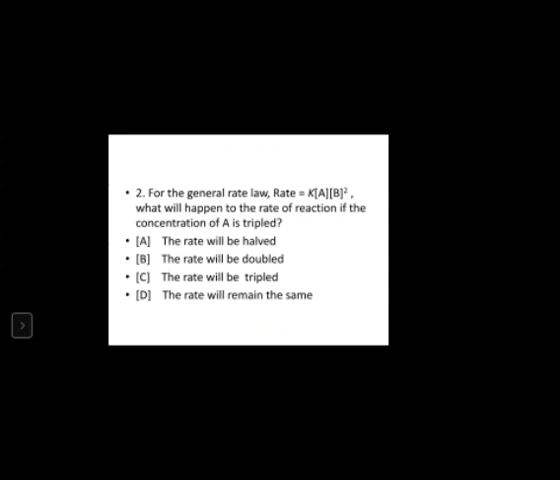 • 2. For the general rate law, Rate = K[A][B]² ,
what will happen to the rate of reaction if the
concentration of A is tripled?
• [A] The rate will be halved
• [B] The rate will be doubled
• [C] The rate will be tripled
• [D] The rate will remain the same